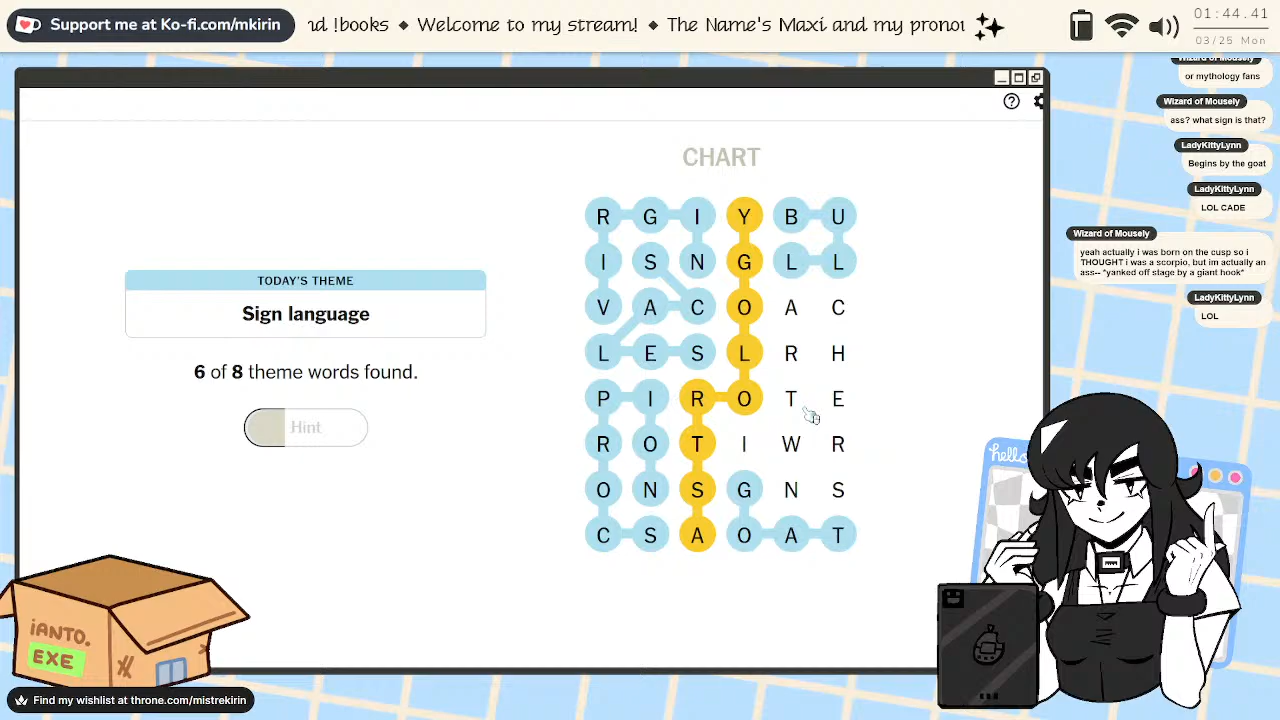 Support me at Ko-fi.com/mkirin
nd !books ◆ Welcome to my stream! ◆ The Name's Maxi and my pronou
01:44.41
03/25 Mon
Wizard of Mousely
or mythology fans
Wizard of Mousely
ass? what sign is that?
LadyKittyLynn
Begins by the goat
LadyKittyLynn
LOL CADE
Wizard of Mousely
yeah actually i was born on the cusp so i
THOUGHT i was a scorpio, but im actually an
ass-- *yanked off stage by a giant hook*
LadyKittyLynn
LOL
CHART
TODAY'S THEME
Sign language
6 of 8 theme words found.
Hint
R G I Y B U
I S N G L L
V A C O A C
L E S L R H
P I R O T E
R O T I W R
O N S G N S
C S A O A T
hello
iANTO.
EXE
Find my wishlist at throne.com/mistrekirin